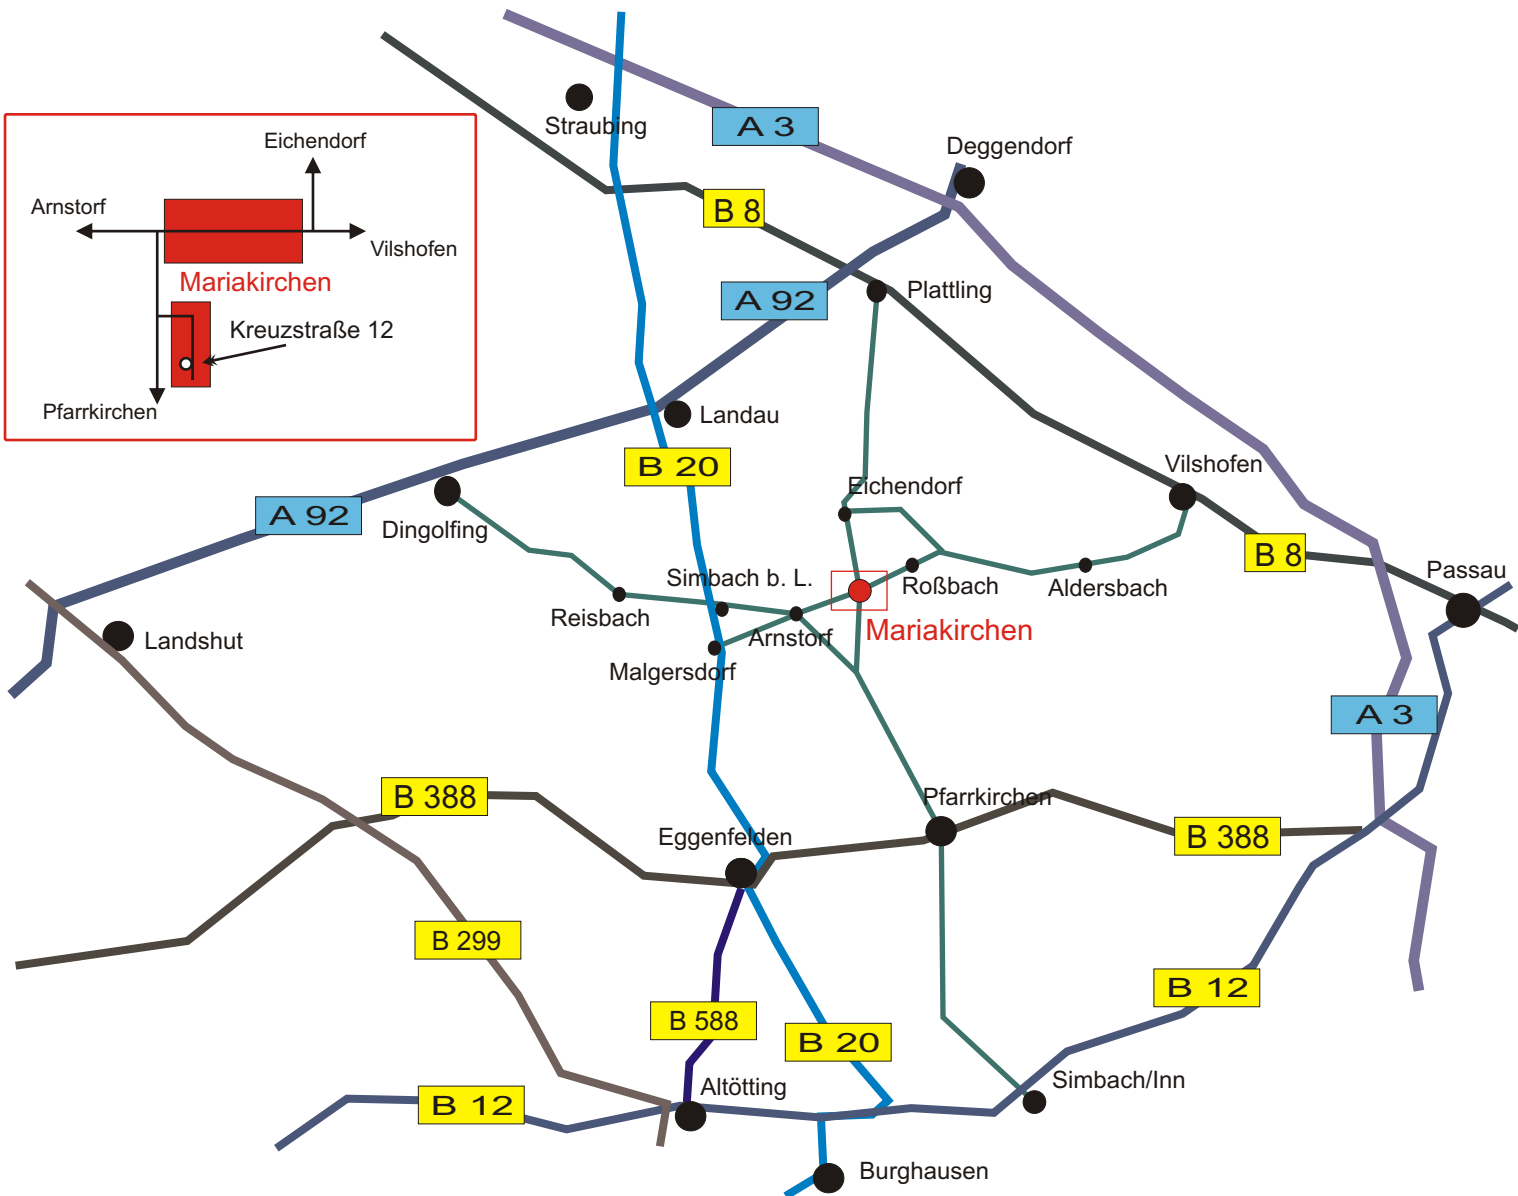 Straubing
A 3
Deggendorf
Eichendorf
Arnstorf
Vilshofen
Mariakirchen
Kreuzstraße 12
Pfarrkirchen
B 8
A 92
Plattling
Landau
B 20
Vilshofen
Eichendorf
A 92
Dingolfing
B 8
Passau
Simbach b. L.
Roßbach
Aldersbach
Reisbach
Arnstorf
Mariakirchen
Landshut
Malgersdorf
A 3
B 388
Pfarrkirchen
Eggenfelden
B 388
B 299
B 12
B 588
B 20
Simbach/Inn
Altötting
B 12
Burghausen